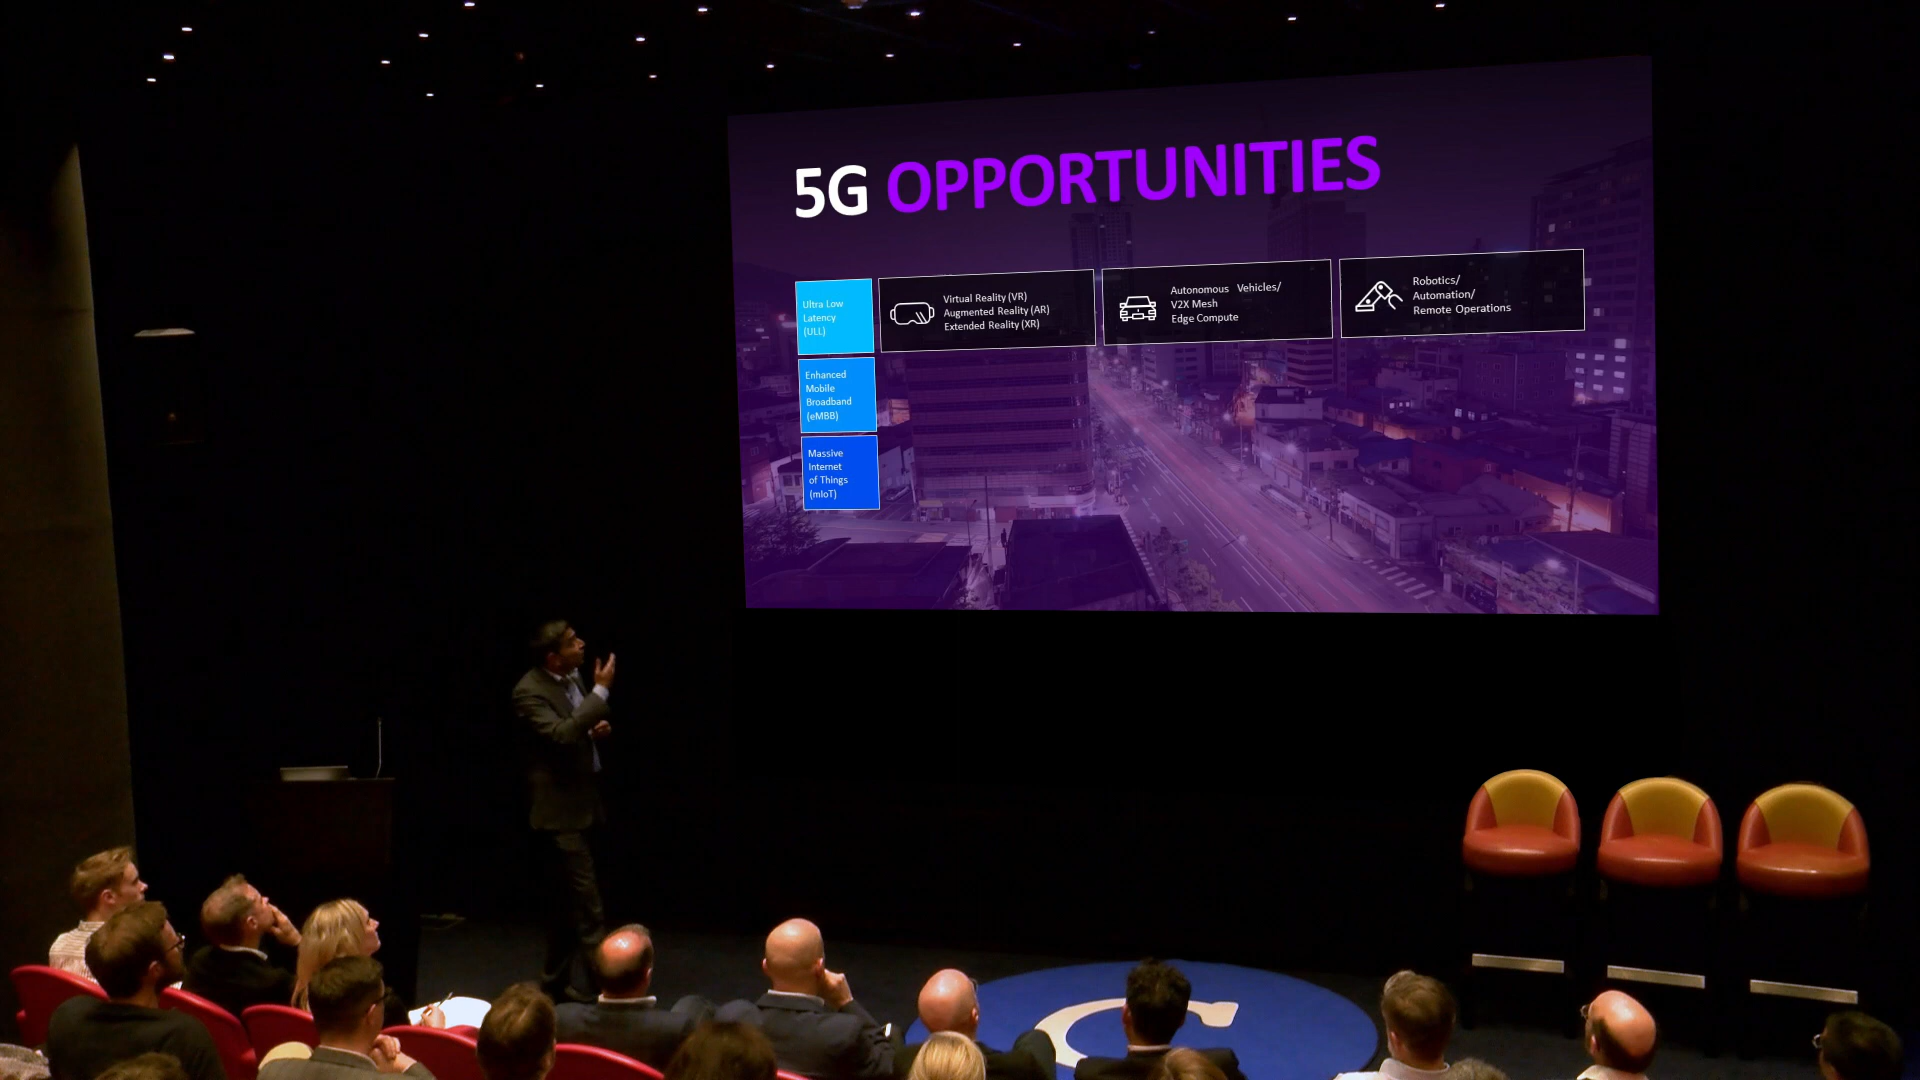 5G OPPORTUNITIES
Ultra Low
Latency
(ULL)
Virtual Reality (VR)
Augmented Reality (AR)
Extended Reality (XR)
Autonomous Vehicles/
V2X Mesh
Edge Compute
Robotics/
Automation/
Remote Operations
Enhanced
Mobile
Broadband
(eMBB)
Massive
Internet
of Things
(mIoT)
C